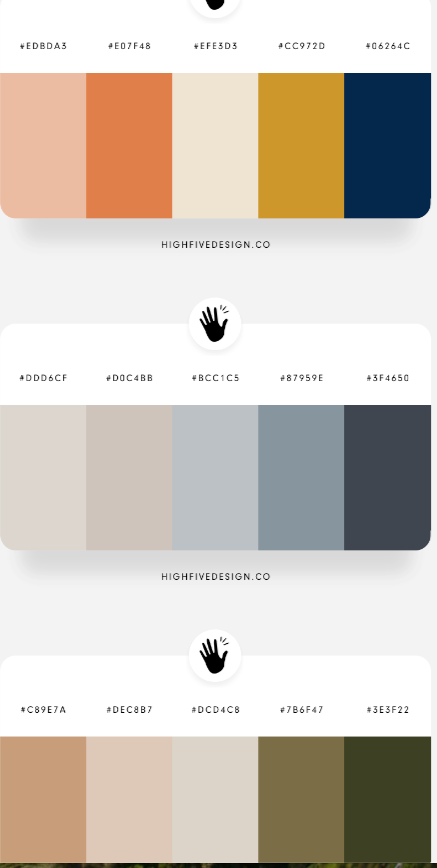 #EDBDA3 #E07F48 #EFE3D3 #CC972D #06264C
HIGHFIVEDESIGN.CO
#DDD6CF #D0C4BB #BCC1C5 #87959E #3F4650
HIGHFIVEDESIGN.CO
#C89E7A #DEC8B7 #DCD4C8 #7B6F47 #3E3F22